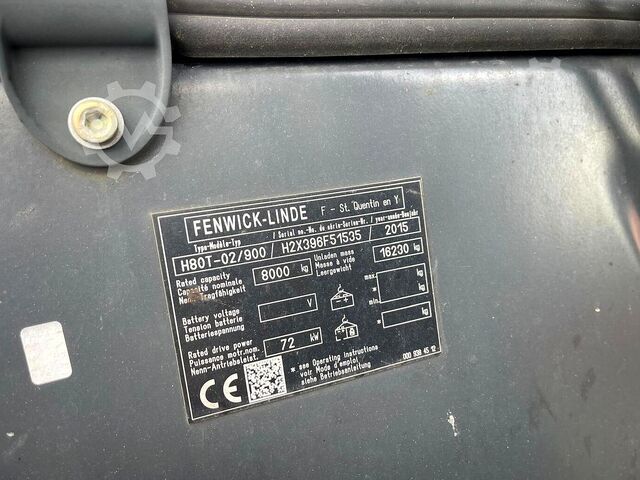 FENWICK-LINDE F - St. Quentin en Y
Type-Modèle-Typ / Serial no.-No. de série-Serien-Nr. / year-année-Baujahr
H80T-02/900 / H2X396F51535 / 2015
Rated capacity
Capacité nominale
Nenn-Tragfähigkeit
8000 kg
Unladen mass
Masse à vide
Leergewicht
16230 kg
Battery voltage
Tension batterie
Batteriespannung
V
max. kg
*
min. kg
*
Rated drive power
Puissance motr.nom.
Nenn-Antriebsleist.
72 kW
* see Operating instructions
voir Mode d'emploi
siehe Betriebsanleitung
000 938 45 12
CE